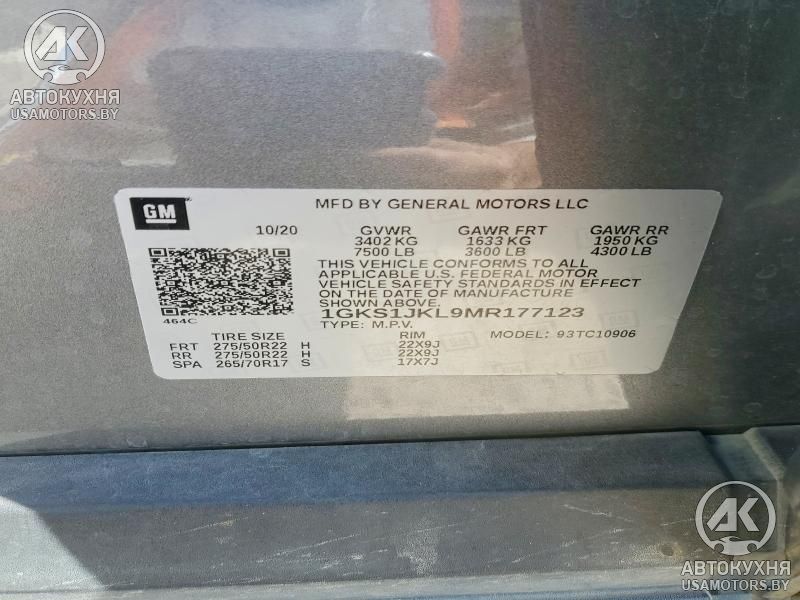 АВТОКУХНЯ
USAMOTORS.BY
GM
MFD BY GENERAL MOTORS LLC
10/20 GVWR GAWR FRT GAWR RR
3402 KG 1633 KG 1950 KG
7500 LB 3600 LB 4300 LB
THIS VEHICLE CONFORMS TO ALL
APPLICABLE U.S. FEDERAL MOTOR
VEHICLE SAFETY STANDARDS IN EFFECT
ON THE DATE OF MANUFACTURE
SHOWN ABOVE.
464C
1GKS1JKL9MR177123
TYPE: M.P.V. MODEL: 93TC10906
TIRE SIZE RIM
FRT 275/50R22 H 22X9J
RR 275/50R22 H 22X9J
SPA 265/70R17 S 17X7J
АК
АВТОКУХНЯ
USAMOTORS.BY